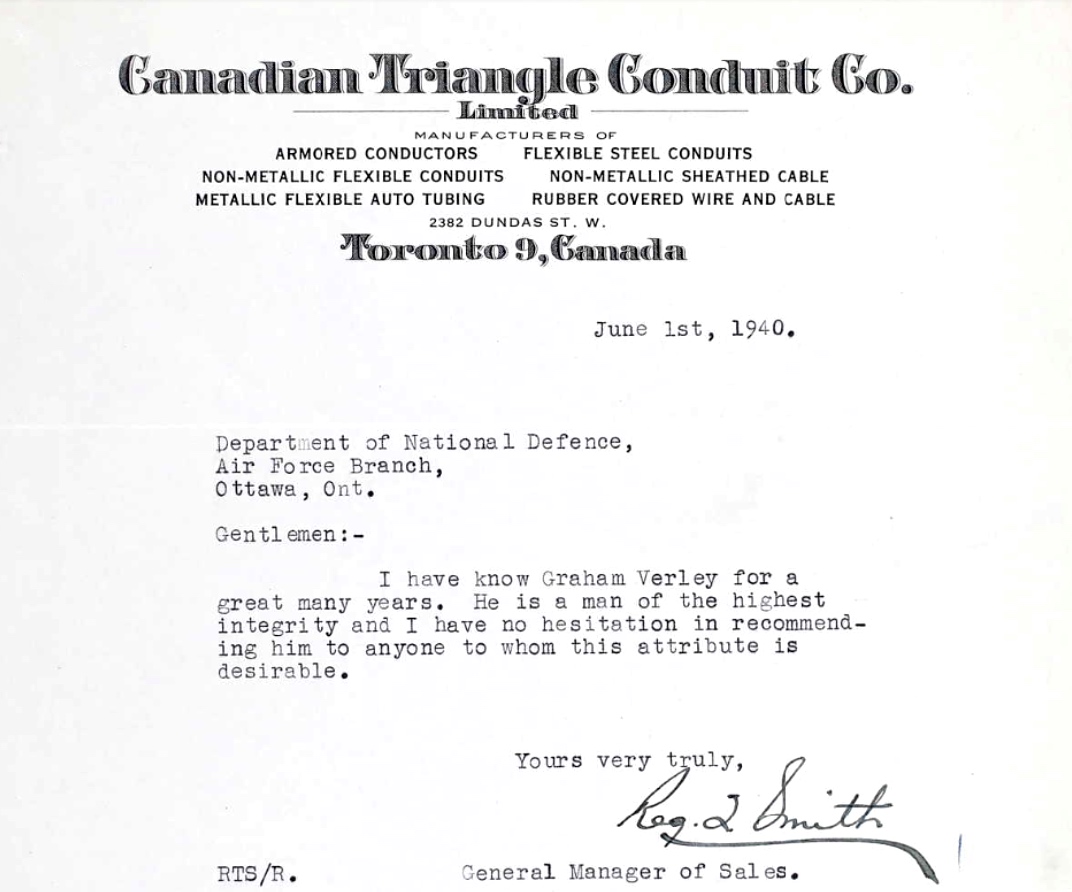 Canadian Triangle Conduit Co.
Limited
MANUFACTURERS OF
ARMORED CONDUCTORS FLEXIBLE STEEL CONDUITS
NON-METALLIC FLEXIBLE CONDUITS NON-METALLIC SHEATHED CABLE
METALLIC FLEXIBLE AUTO TUBING RUBBER COVERED WIRE AND CABLE
2382 DUNDAS ST. W.
Toronto 9, Canada
June 1st, 1940.
Department of National Defence,
Air Force Branch,
Ottawa, Ont.
Gentlemen:-
I have know Graham Verley for a
great many years. He is a man of the highest
integrity and I have no hesitation in recommend-
ing him to anyone to whom this attribute is
desirable.
Yours very truly,
Reg. Smith
RTS/R. General Manager of Sales.